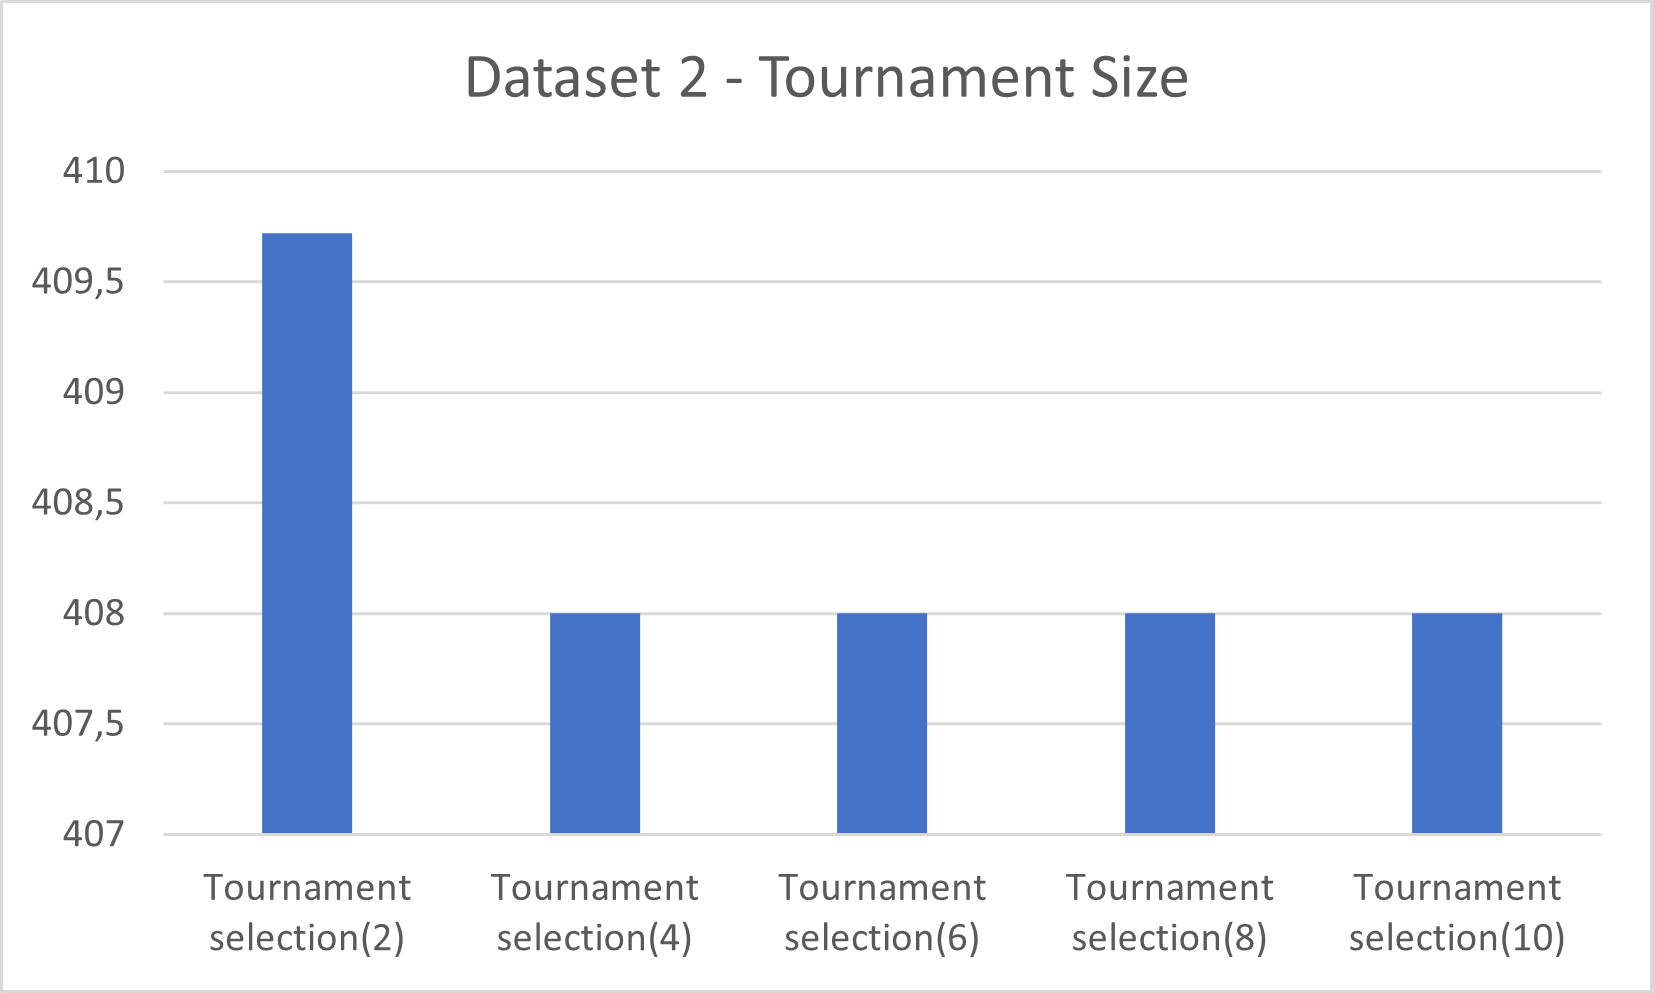 Dataset 2 - Tournament Size
410
409,5
409
408,5
408
407,5
407
Tournament selection(2)
Tournament selection(4)
Tournament selection(6)
Tournament selection(8)
Tournament selection(10)